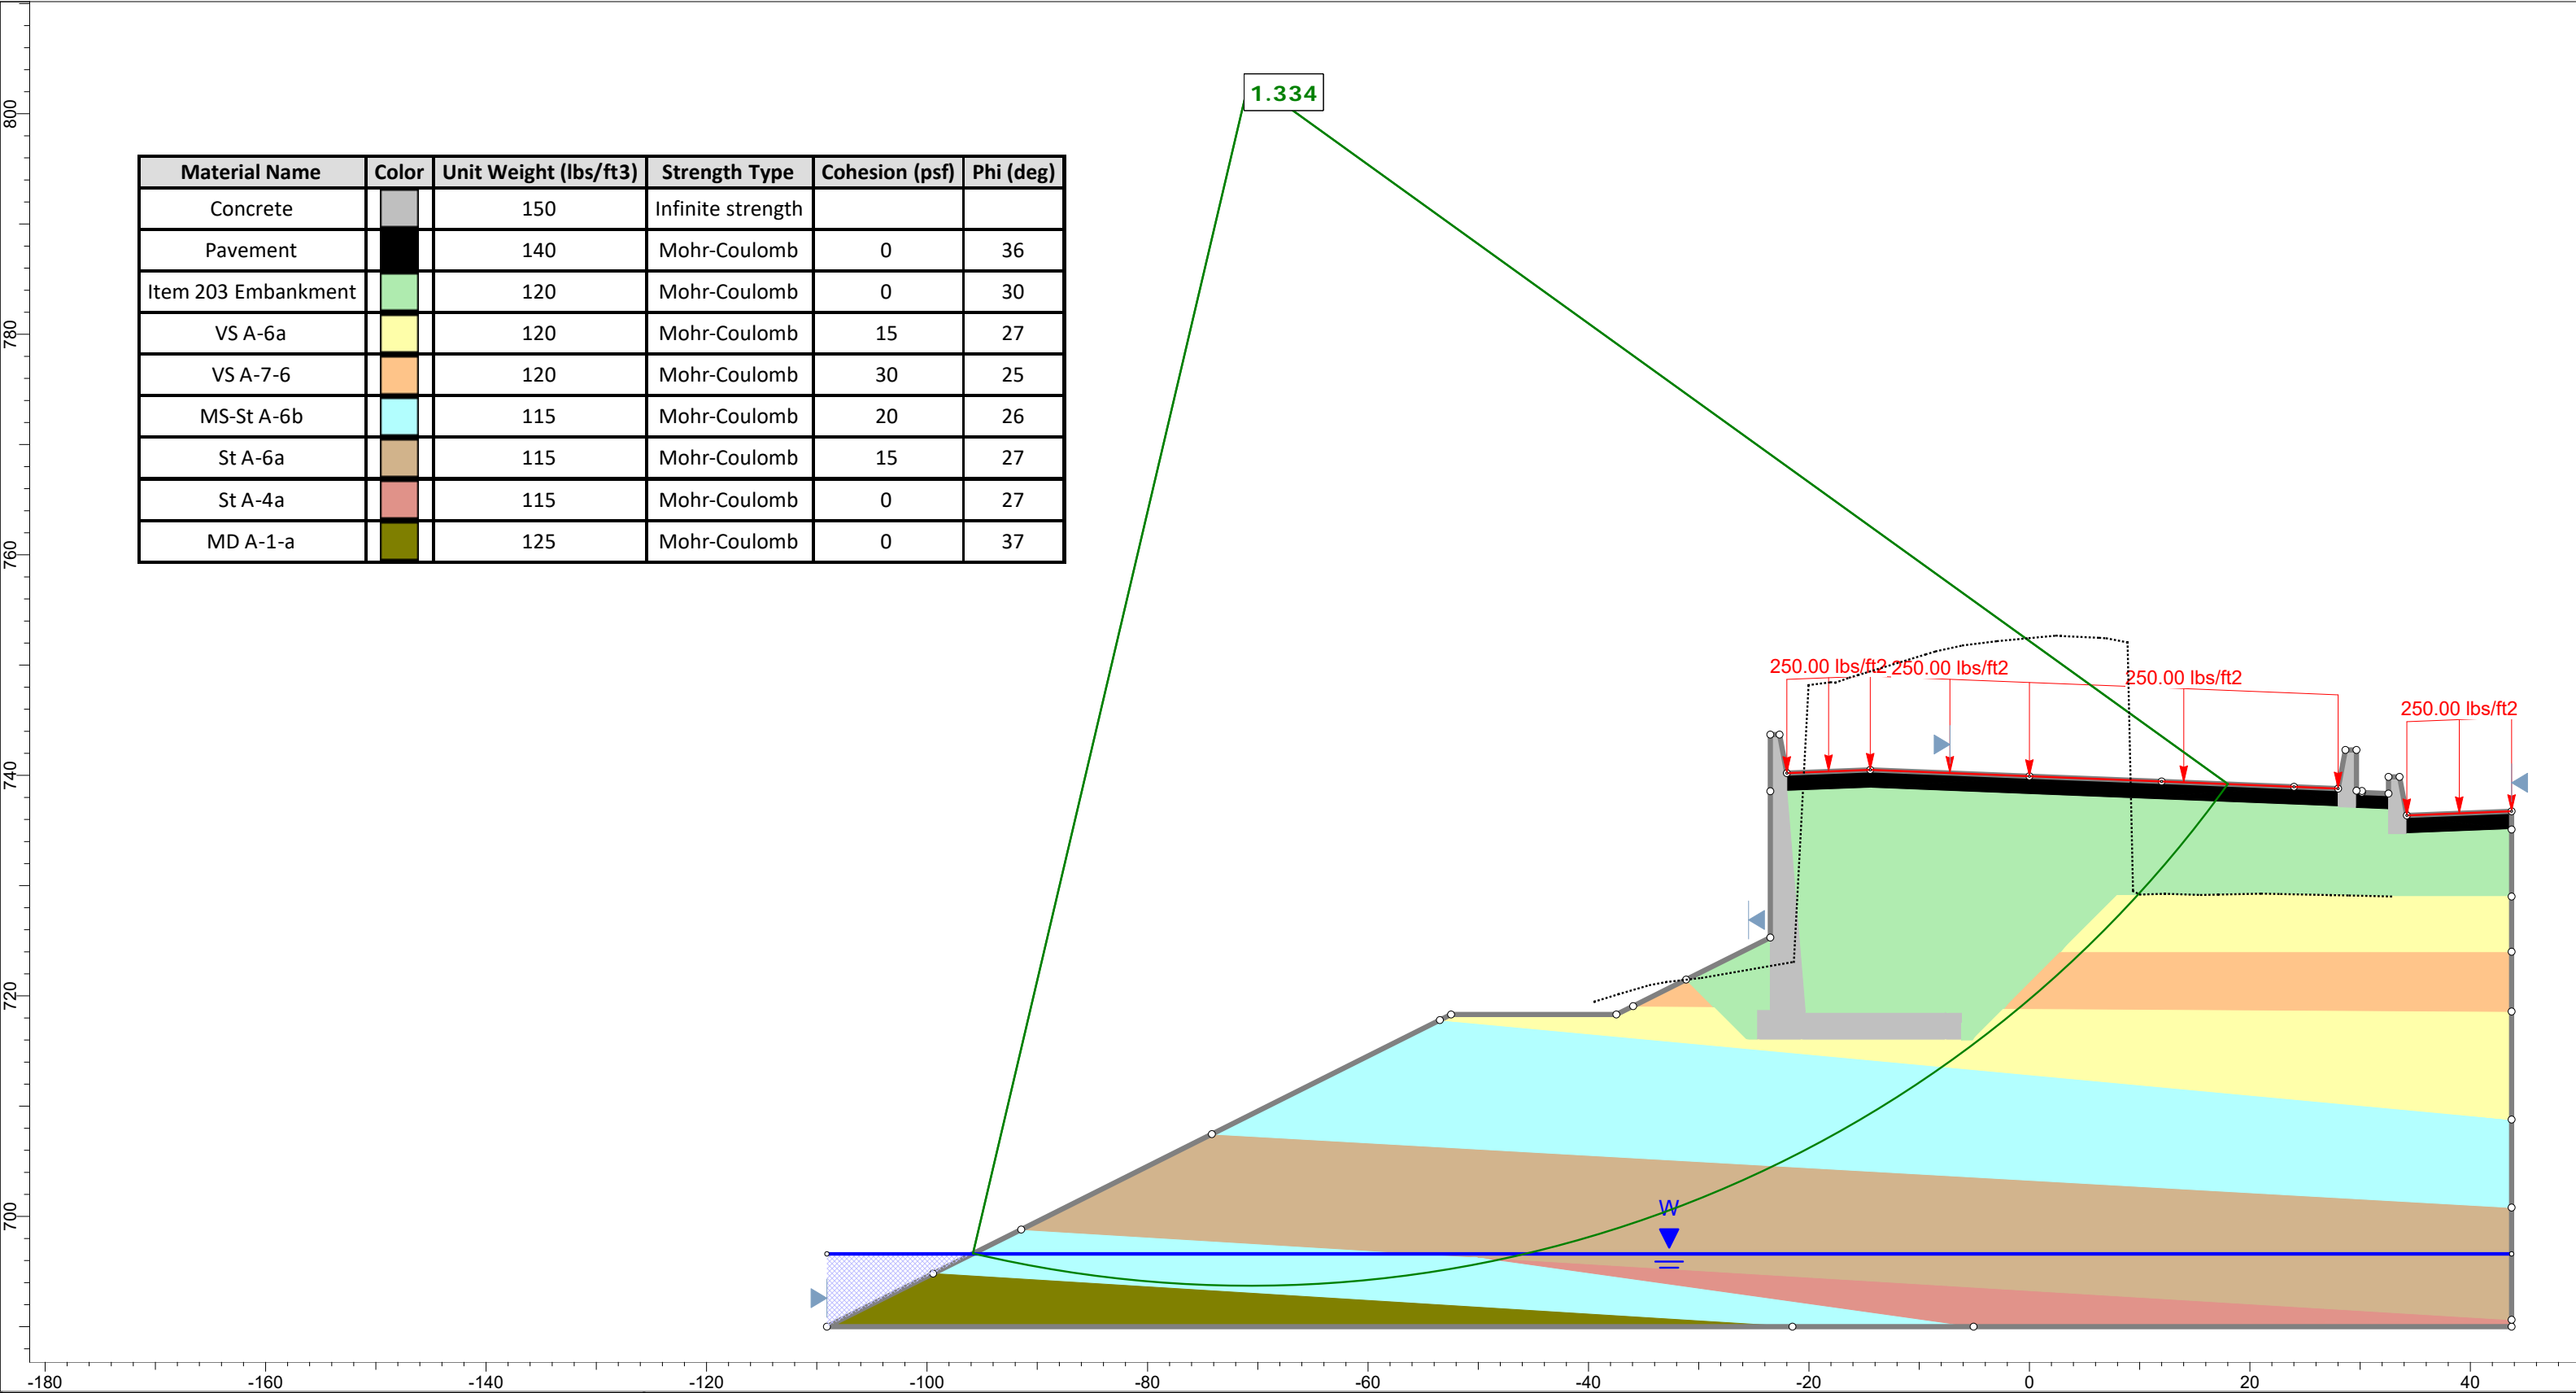 800
780
760
740
720
700
1.334
Material Name Color Unit Weight (lbs/ft3) Strength Type Cohesion (psf) Phi (deg)
Concrete 150 Infinite strength
Pavement 140 Mohr-Coulomb 0 36
Item 203 Embankment 120 Mohr-Coulomb 0 30
VS A-6a 120 Mohr-Coulomb 15 27
VS A-7-6 120 Mohr-Coulomb 30 25
MS-St A-6b 115 Mohr-Coulomb 20 26
St A-6a 115 Mohr-Coulomb 15 27
St A-4a 115 Mohr-Coulomb 0 27
MD A-1-a 125 Mohr-Coulomb 0 37
250.00 lbs/ft2 250.00 lbs/ft2
250.00 lbs/ft2
250.00 lbs/ft2
W
-180 -160 -140 -120 -100 -80 -60 -40 -20 0 20 40